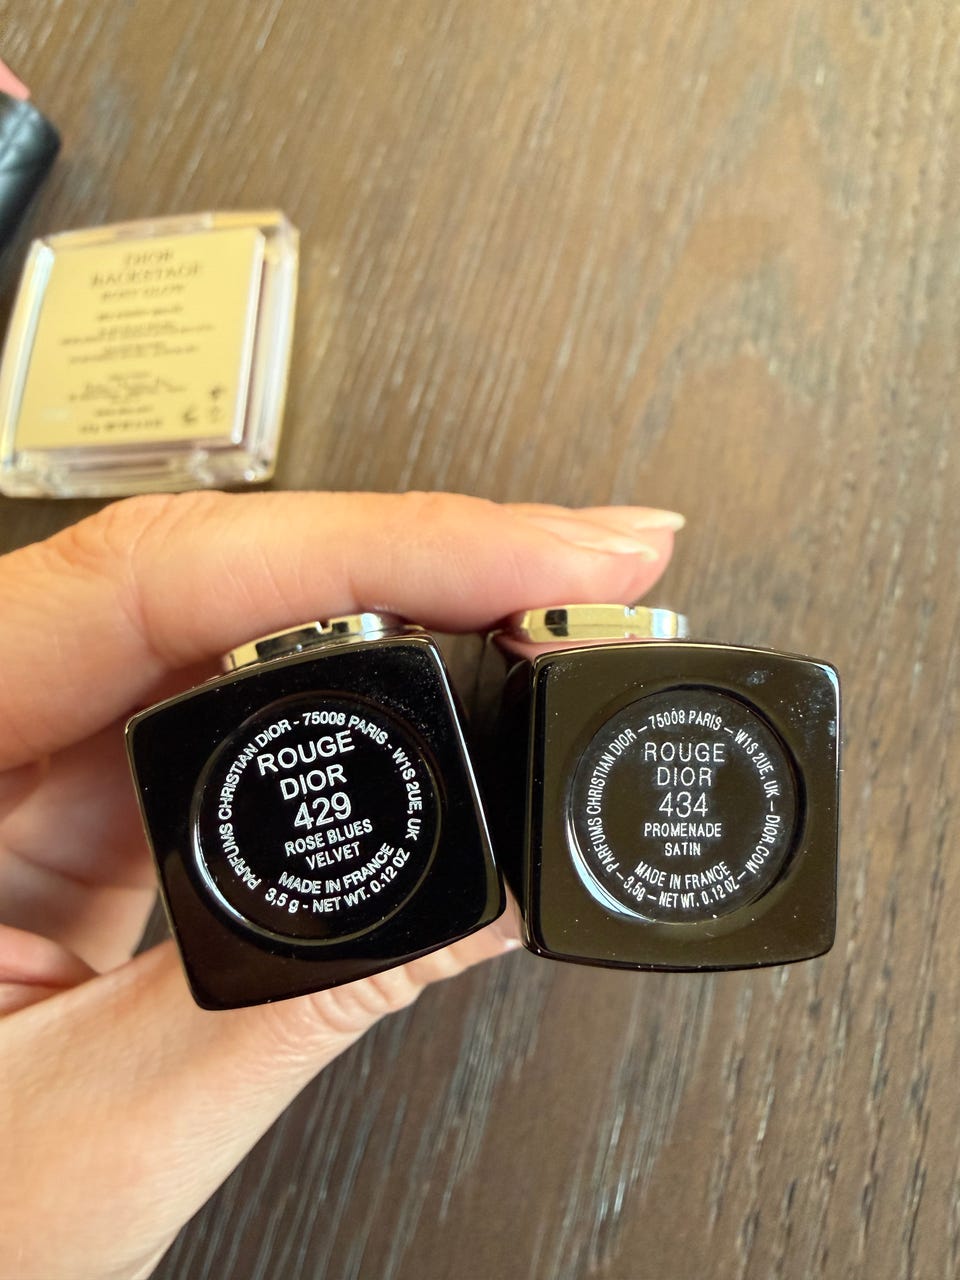 DIOR
BACKSTAGE
ROSY GLOW
PARFUMS CHRISTIAN DIOR - 75008 PARIS - W1S 2UE, UK
ROUGE
DIOR
429
ROSE BLUES
VELVET
MADE IN FRANCE
3,5 g - NET WT. 0.12 OZ
PARFUMS CHRISTIAN DIOR — 75008 PARIS — W1S 2UE, UK — DIOR.COM
ROUGE
DIOR
434
PROMENADE
SATIN
MADE IN FRANCE
— 3,5g — NET WT. 0.12 OZ —